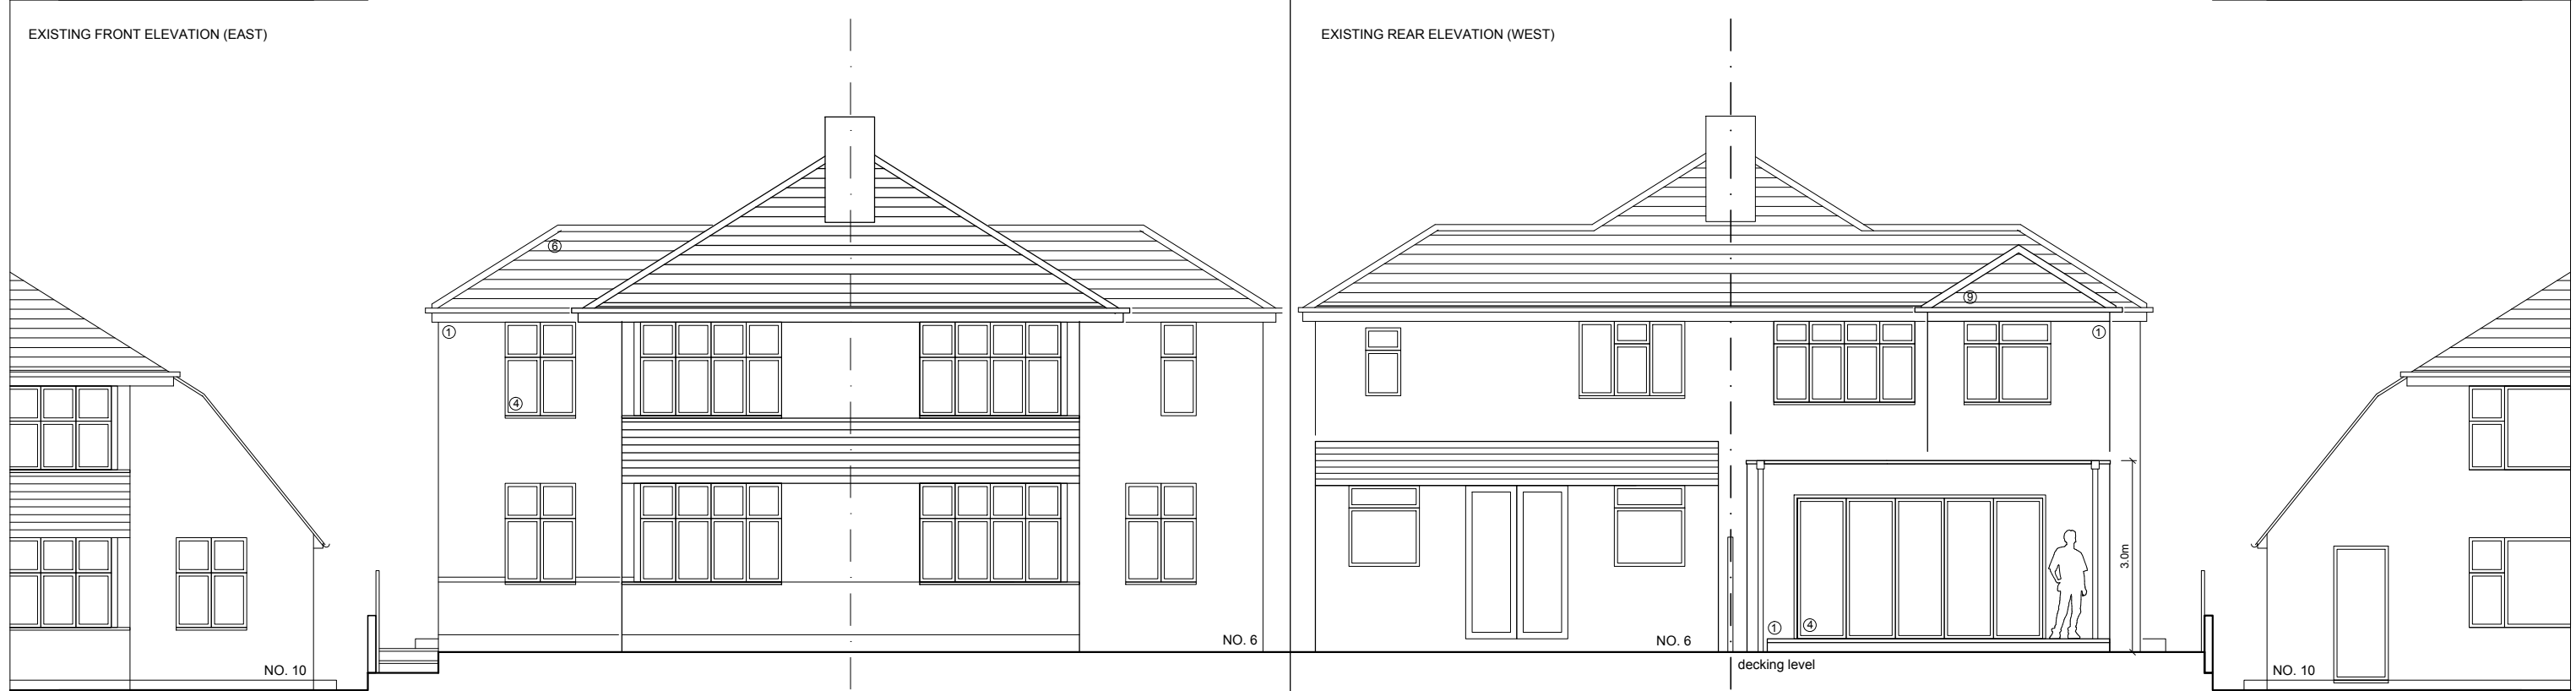 EXISTING FRONT ELEVATION (EAST)
6
1
4
NO. 6
NO. 10
EXISTING REAR ELEVATION (WEST)
9
1
3.0m
1
4
NO. 6
decking level
NO. 10